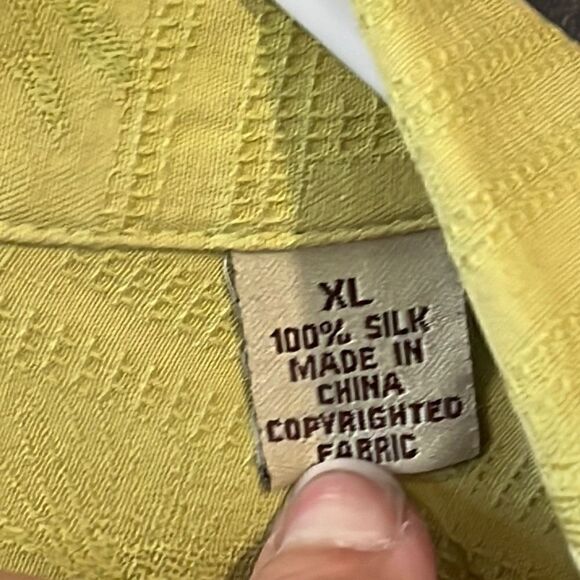 XL
100% SILK
MADE IN
CHINA
COPYRIGHTED
FABRIC